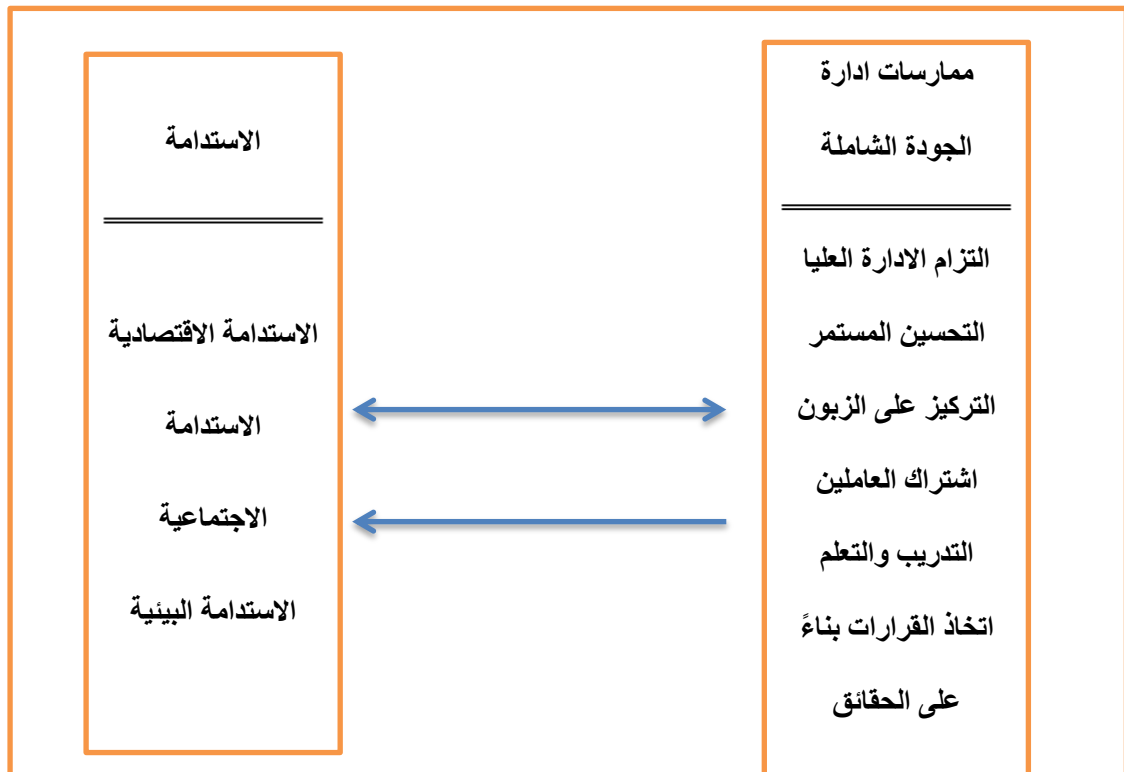 ممارسات ادارة
الجودة الشاملة
التزام الادارة العليا
التحسين المستمر
التركيز على الزبون
اشتراك العاملين
التدريب والتعلم
اتخاذ القرارات بناءً
على الحقائق
الاستدامة
الاستدامة الاقتصادية
الاستدامة
الاجتماعية
الاستدامة البيئية